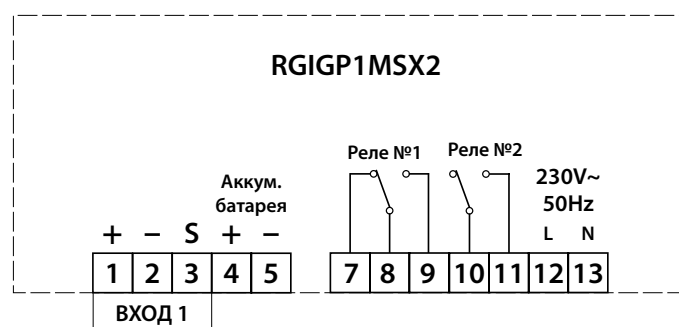 RGIGP1MSX2
Реле №1 Реле №2
Аккум.
батарея
230V~
50Hz
+ − S + − L N
1 2 3 4 5 7 8 9 10 11 12 13
ВХОД 1